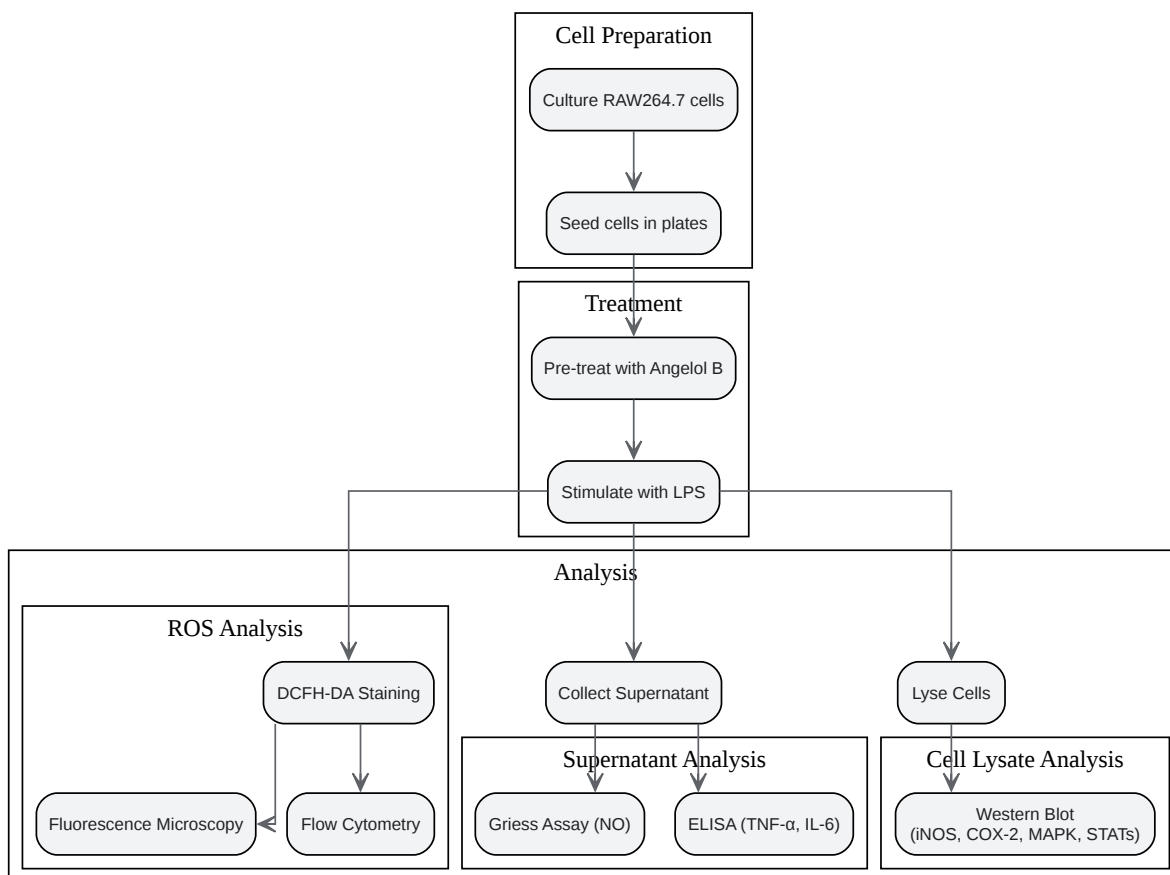 Cell Preparation
Culture RAW264.7 cells
Seed cells in plates
Treatment
Pre-treat with Angelol B
Stimulate with LPS
Analysis
ROS Analysis
DCFH-DA Staining
Collect Supernatant
Lyse Cells
Supernatant Analysis
Cell Lysate Analysis
Fluorescence Microscopy
Flow Cytometry
Griess Assay (NO)
ELISA (TNF-α, IL-6)
Western Blot
(iNOS, COX-2, MAPK, STATs)